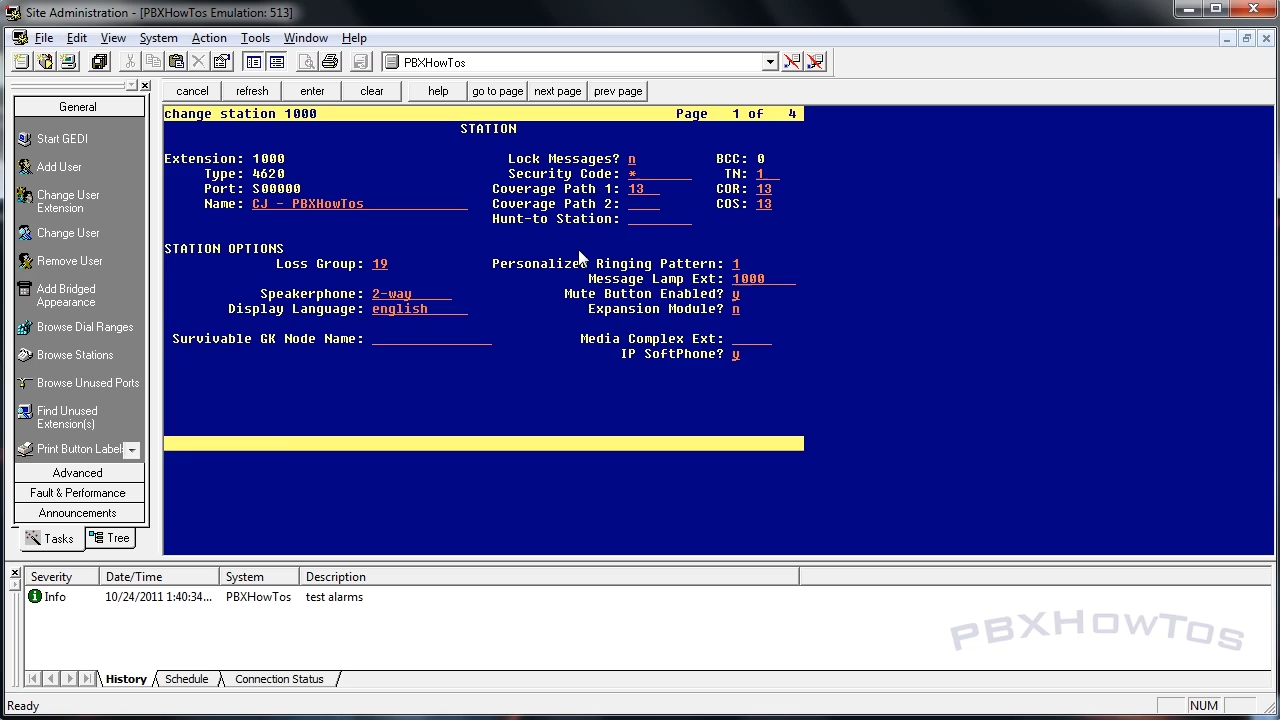 Site Administration - [PBXHowTos Emulation: 513]
File Edit View System Action Tools Window Help
PBXHowTos
cancel refresh enter clear help go to page next page prev page
General
Start GEDI
Add User
Change User
Extension
Change User
Remove User
Add Bridged
Appearance
Browse Dial Ranges
Browse Stations
Browse Unused Ports
Find Unused
Extension(s)
Print Button Label
Advanced
Fault & Performance
Announcements
Tasks Tree
change station 1000 Page 1 of 4
STATION
Extension: 1000 Lock Messages? n BCC: 0
Type: 4620 Security Code: * TN: 1
Port: S00000 Coverage Path 1: 13 COR: 13
Name: CJ - PBXHowTos Coverage Path 2: COS: 13
Hunt-to Station:
STATION OPTIONS
Loss Group: 19 Personalized Ringing Pattern: 1
Message Lamp Ext: 1000
Speakerphone: 2-way Mute Button Enabled? y
Display Language: english Expansion Module? n
Survivable GK Node Name: Media Complex Ext:
IP SoftPhone? y
Severity Date/Time System Description
Info 10/24/2011 1:40:34... PBXHowTos test alarms
PBXHowTos
History Schedule Connection Status
Ready NUM